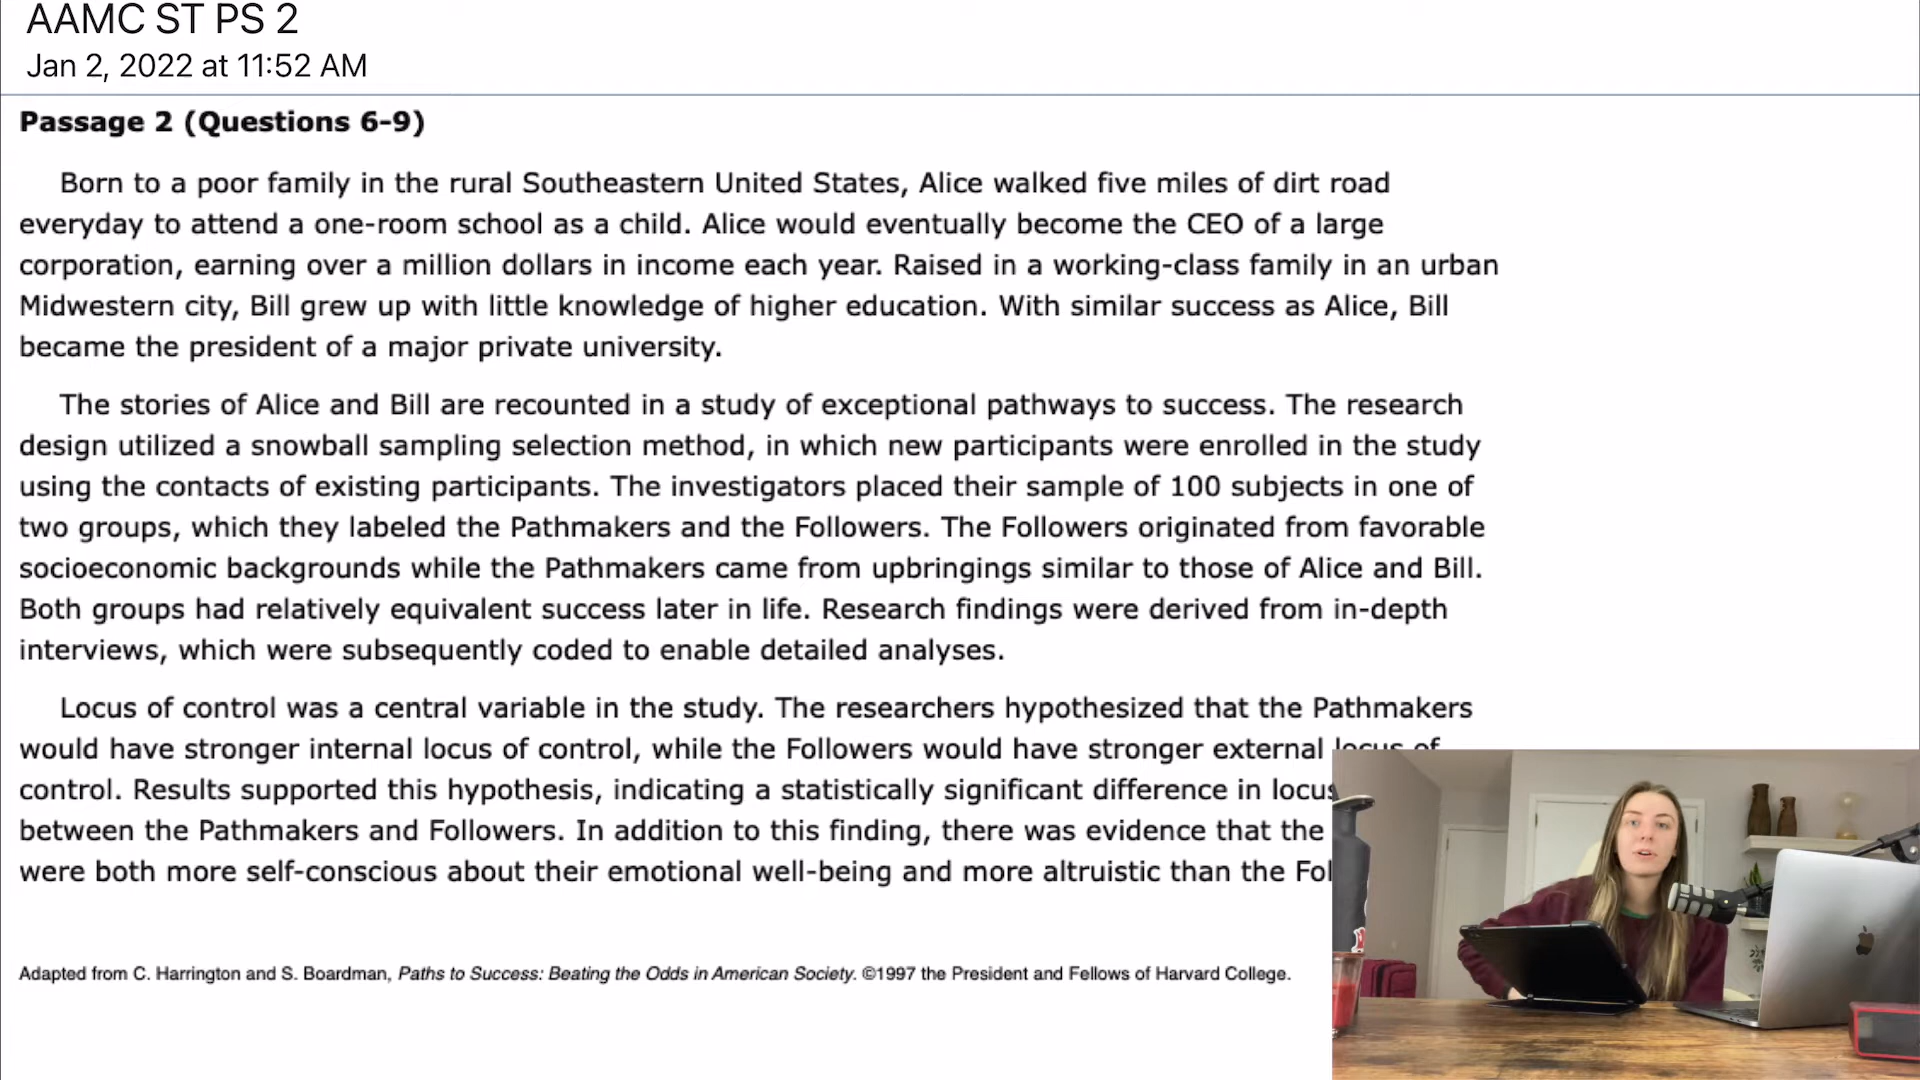 AAMC ST PS 2
Jan 2, 2022 at 11:52 AM
Passage 2 (Questions 6-9)
Born to a poor family in the rural Southeastern United States, Alice walked five miles of dirt road
everyday to attend a one-room school as a child. Alice would eventually become the CEO of a large
corporation, earning over a million dollars in income each year. Raised in a working-class family in an urban
Midwestern city, Bill grew up with little knowledge of higher education. With similar success as Alice, Bill
became the president of a major private university.
The stories of Alice and Bill are recounted in a study of exceptional pathways to success. The research
design utilized a snowball sampling selection method, in which new participants were enrolled in the study
using the contacts of existing participants. The investigators placed their sample of 100 subjects in one of
two groups, which they labeled the Pathmakers and the Followers. The Followers originated from favorable
socioeconomic backgrounds while the Pathmakers came from upbringings similar to those of Alice and Bill.
Both groups had relatively equivalent success later in life. Research findings were derived from in-depth
interviews, which were subsequently coded to enable detailed analyses.
Locus of control was a central variable in the study. The researchers hypothesized that the Pathmakers
would have stronger internal locus of control, while the Followers would have stronger external locus of
control. Results supported this hypothesis, indicating a statistically significant difference in locus
between the Pathmakers and Followers. In addition to this finding, there was evidence that the
were both more self-conscious about their emotional well-being and more altruistic than the
Adapted from C. Harrington and S. Boardman, Paths to Success: Beating the Odds in American Society. ©1997 the President and Fellows of Harvard College.